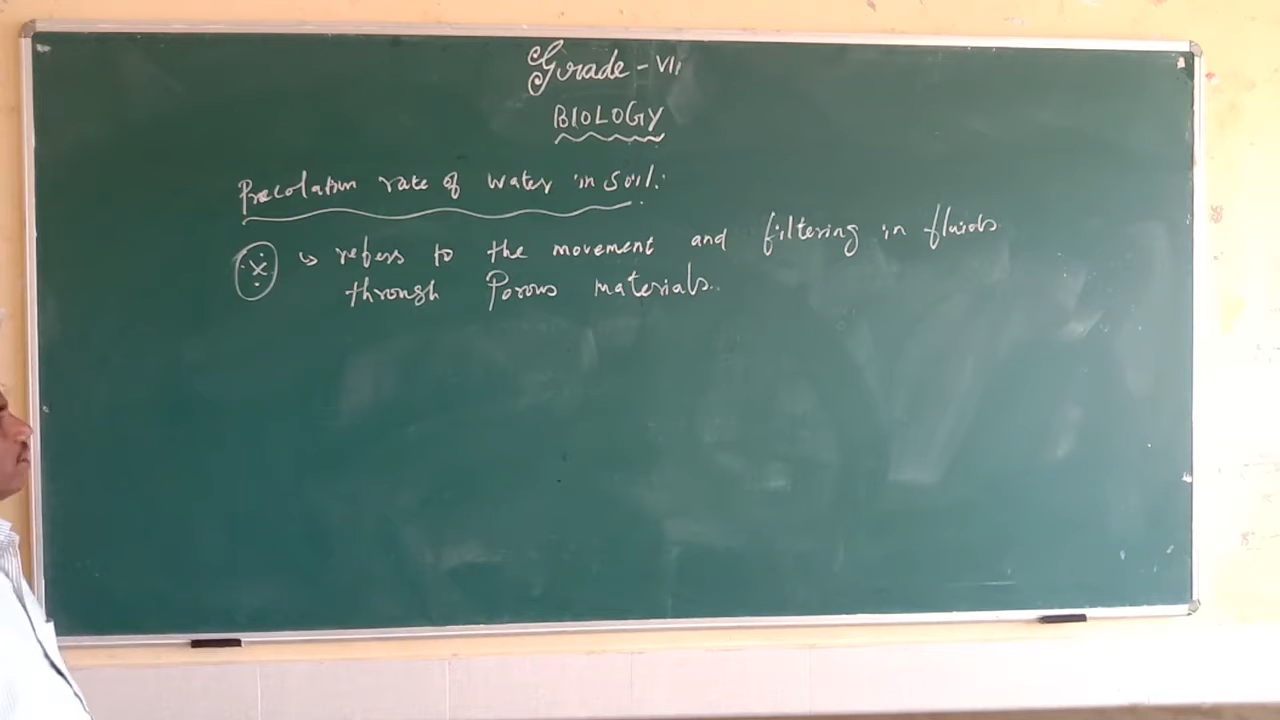 Grade - VII
BIOLOGY
Precolation rate of water in Soil.
refers to the movement and filtering in fluids
through Porous materials.